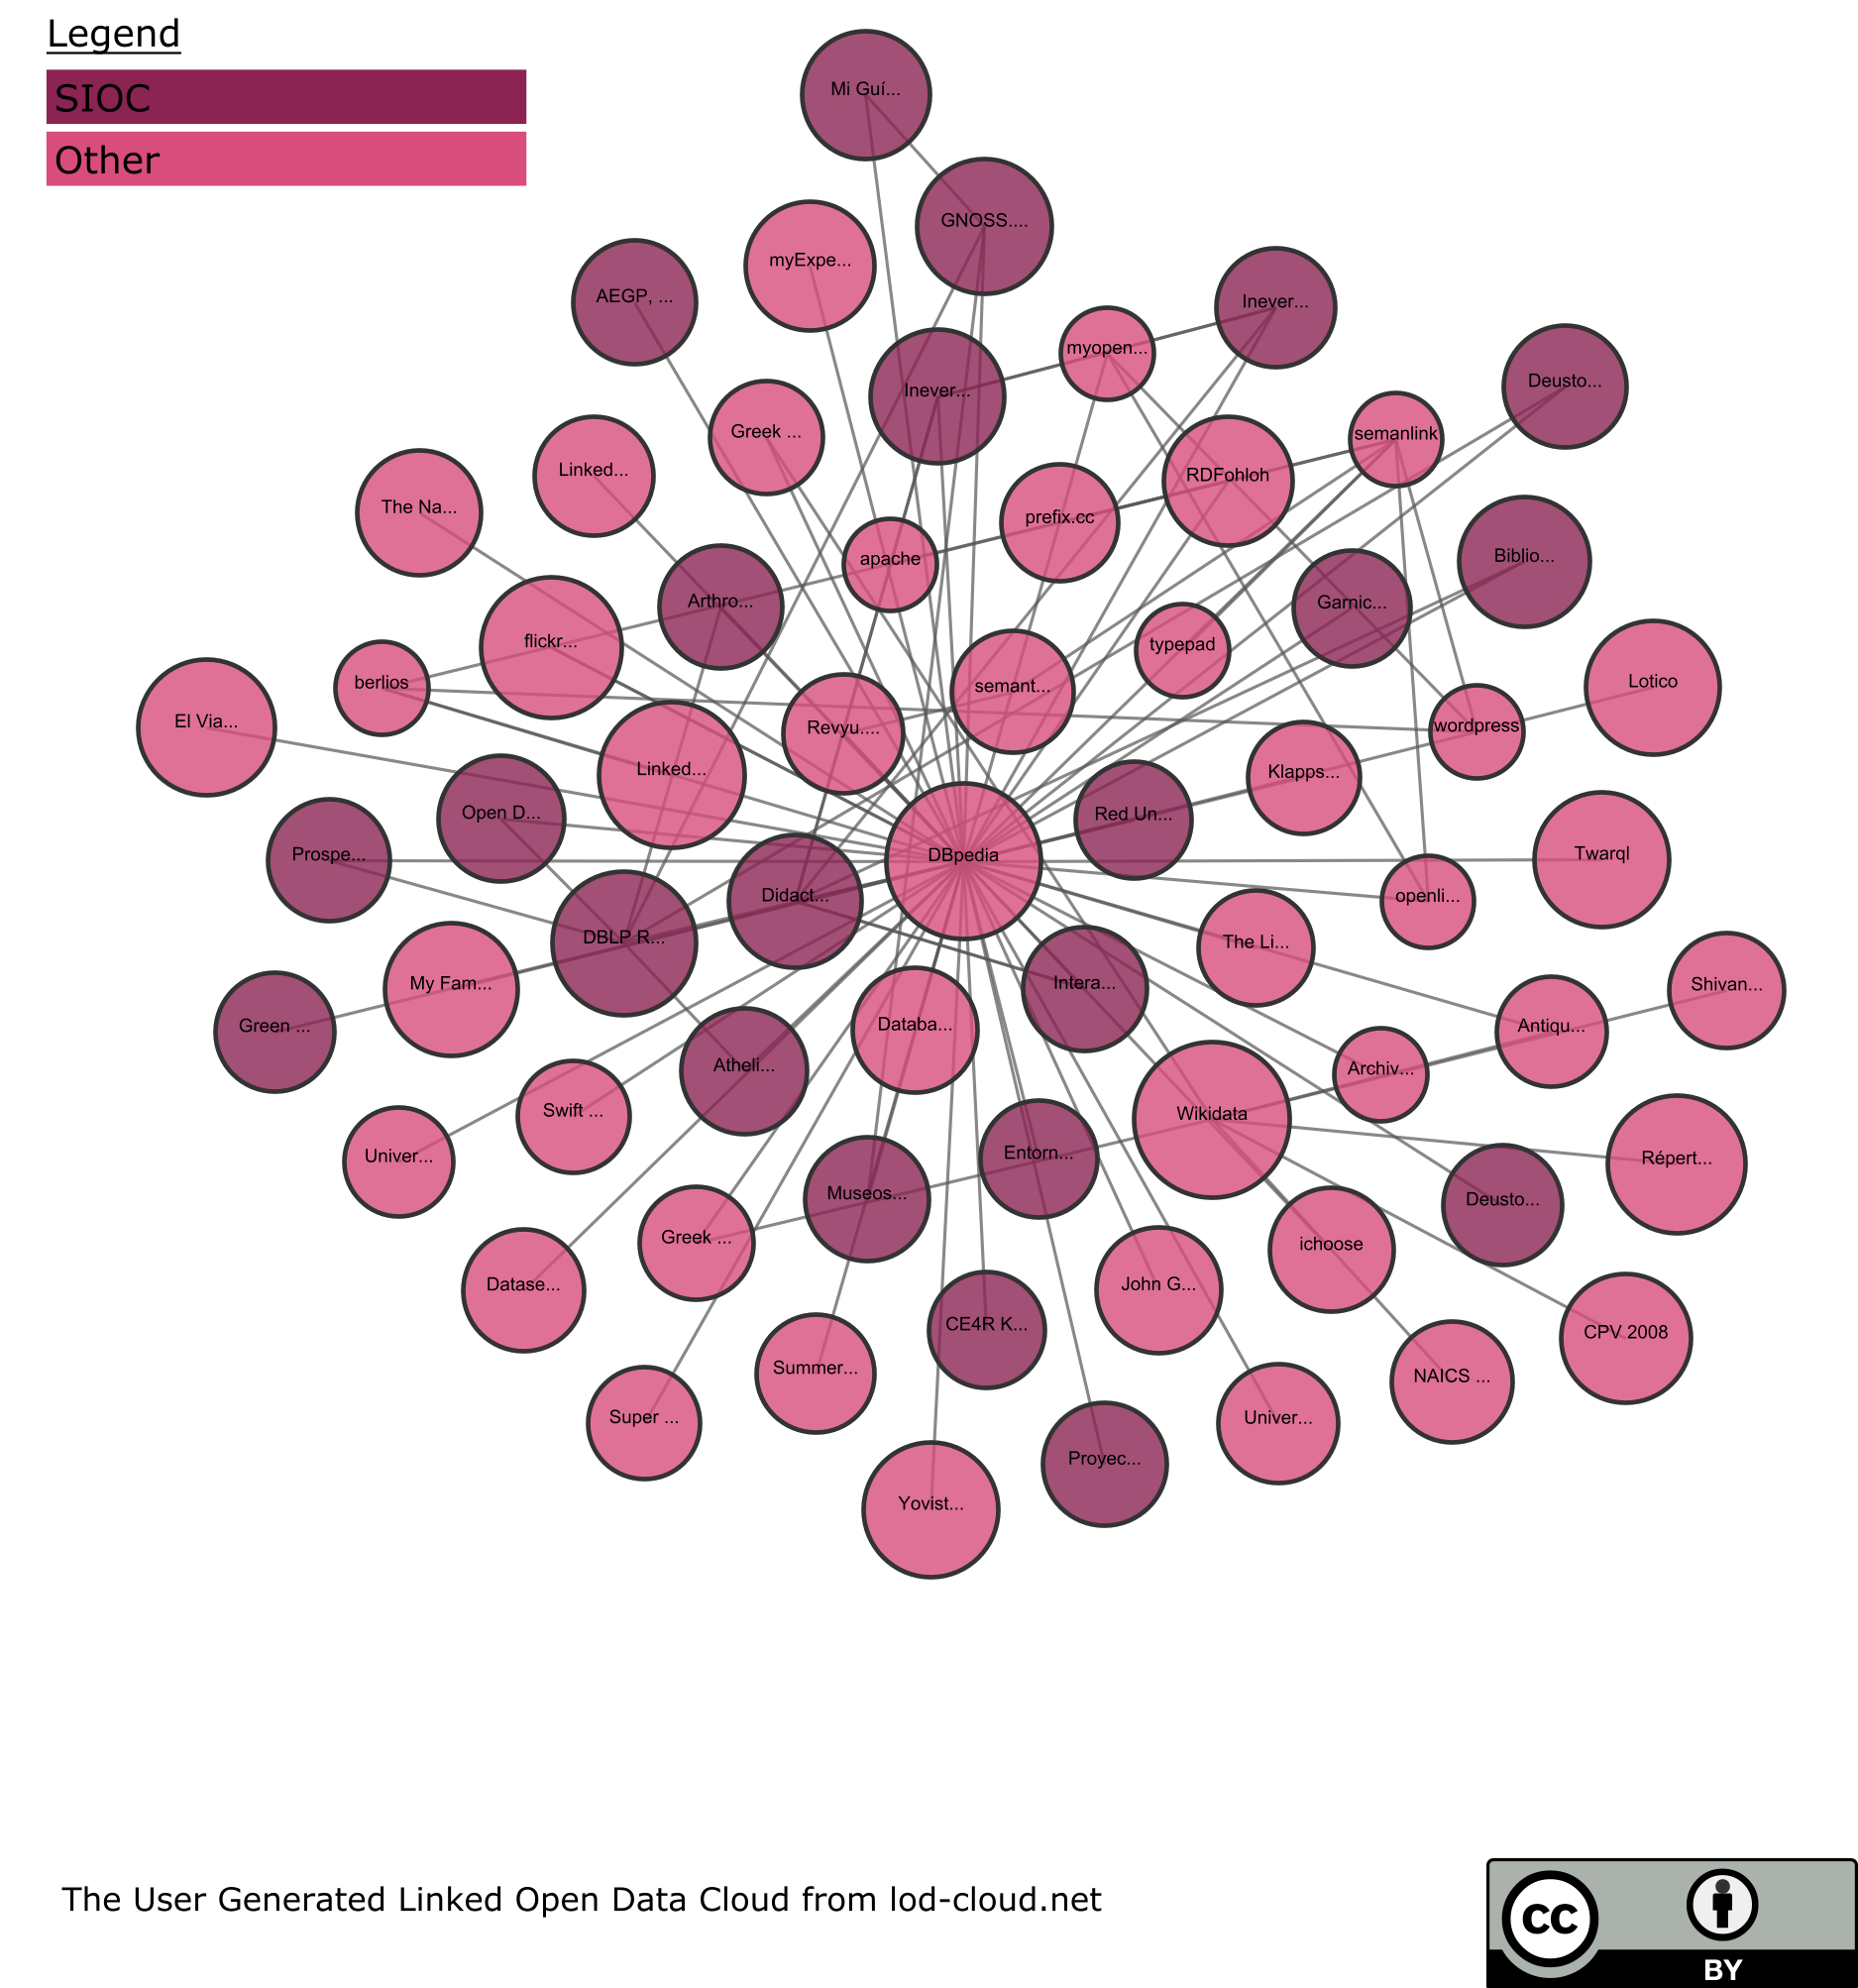 Legend
SIOC
Other
Mi Guí...
GNOSS....
myExpe...
AEGP, ...
Inever...
myopen...
Inever...
Deusto...
Greek ...
semanlink
Linked...
RDFohloh
The Na...
prefix.cc
apache
Biblio...
Arthro...
Garnic...
flickr...
typepad
berlios
semant...
Lotico
El Via...
Revyu....
wordpress
Linked...
Klapps...
Open D...
Red Un...
Prospe...
DBpedia
Twarql
Didact...
openli...
DBLP R...
The Li...
My Fam...
Intera...
Shivan...
Green ...
Databa...
Antiqu...
Atheli...
Archiv...
Swift ...
Wikidata
Univer...
Entorn...
Répert...
Museos...
Deusto...
Greek ...
ichoose
Datase...
John G...
CE4R K...
CPV 2008
Summer...
NAICS ...
Super ...
Univer...
Proyec...
Yovist...
The User Generated Linked Open Data Cloud from lod-cloud.net
cc
BY